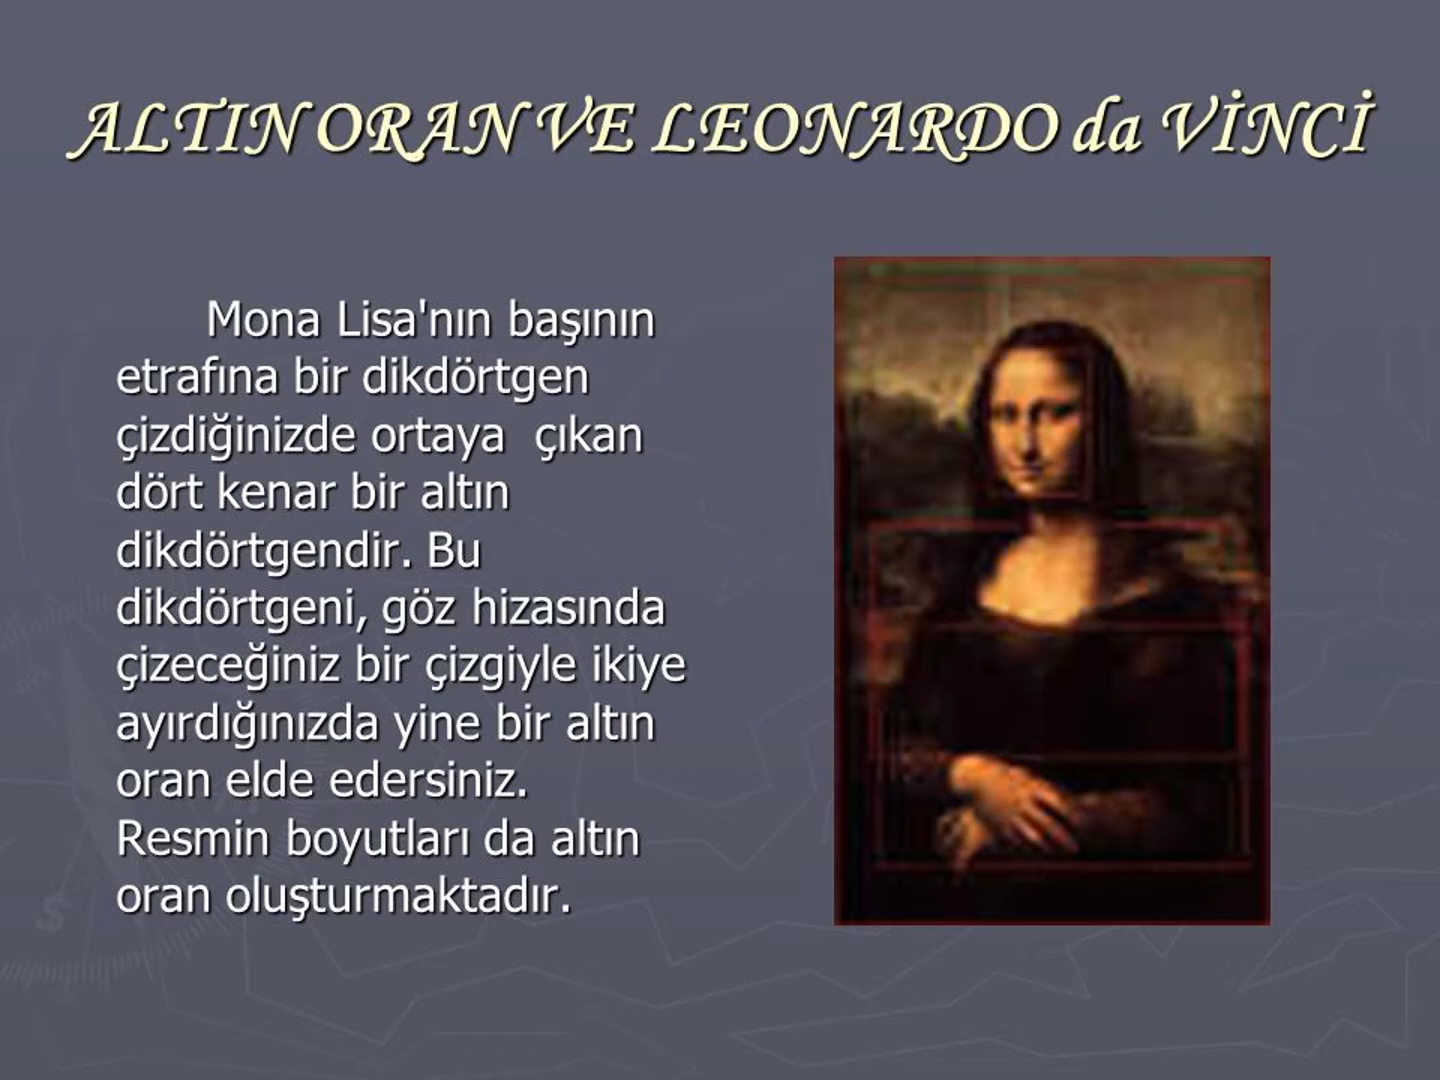 ALTIN ORAN VE LEONARDO da VİNCİ
Mona Lisa'nın başının
etrafına bir dikdörtgen
çizdiğinizde ortaya çıkan
dört kenar bir altın
dikdörtgendir. Bu
dikdörtgeni, göz hizasında
çizeceğiniz bir çizgiyle ikiye
ayırdığınızda yine bir altın
oran elde edersiniz.
Resmin boyutları da altın
oran oluşturmaktadır.